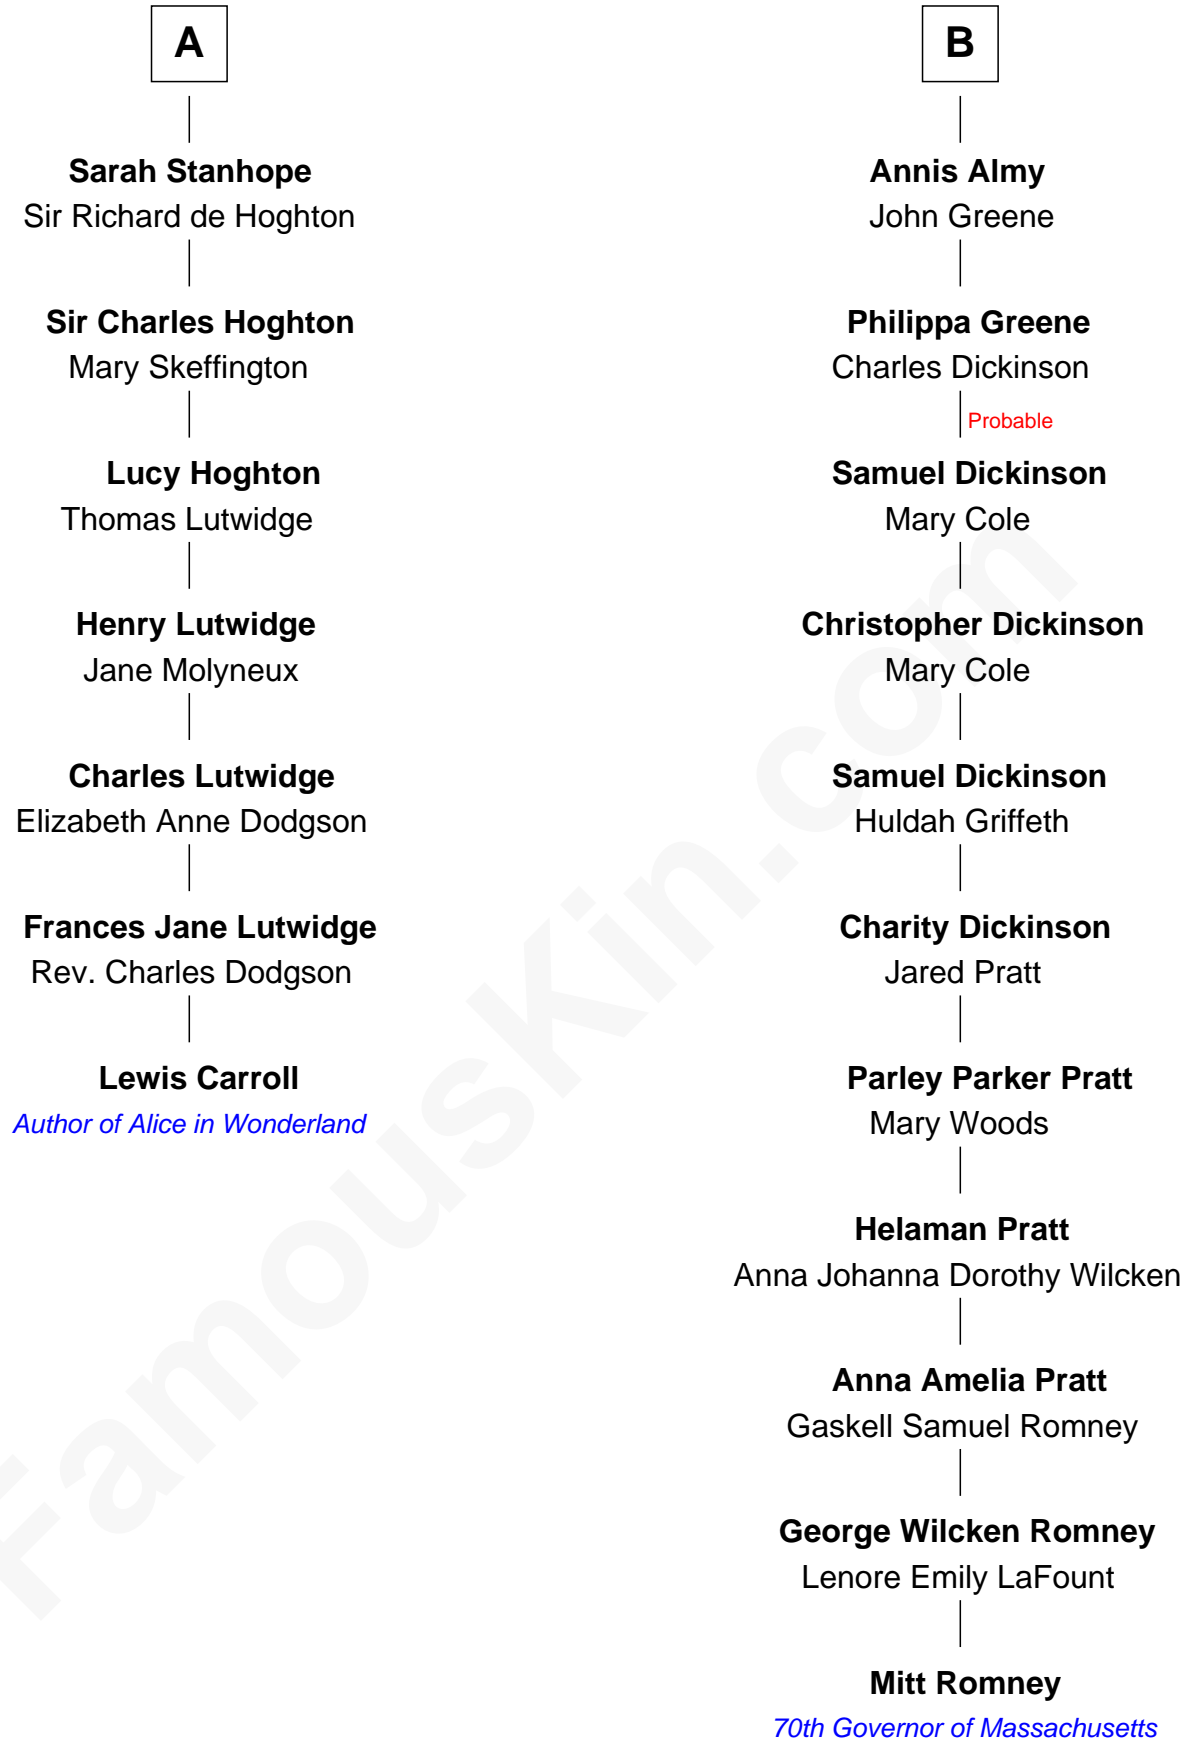 A
Sarah Stanhope
Sir Richard de Hoghton
Sir Charles Hoghton
Mary Skeffington
Lucy Hoghton
Thomas Lutwidge
Henry Lutwidge
Jane Molyneux
Charles Lutwidge
Elizabeth Anne Dodgson
Frances Jane Lutwidge
Rev. Charles Dodgson
Lewis Carroll
Author of Alice in Wonderland
B
Annis Almy
John Greene
Philippa Greene
Charles Dickinson
Probable
Samuel Dickinson
Mary Cole
Christopher Dickinson
Mary Cole
Samuel Dickinson
Huldah Griffeth
Charity Dickinson
Jared Pratt
Parley Parker Pratt
Mary Woods
Helaman Pratt
Anna Johanna Dorothy Wilcken
Anna Amelia Pratt
Gaskell Samuel Romney
George Wilcken Romney
Lenore Emily LaFount
Mitt Romney
70th Governor of Massachusetts
FamousKin.com